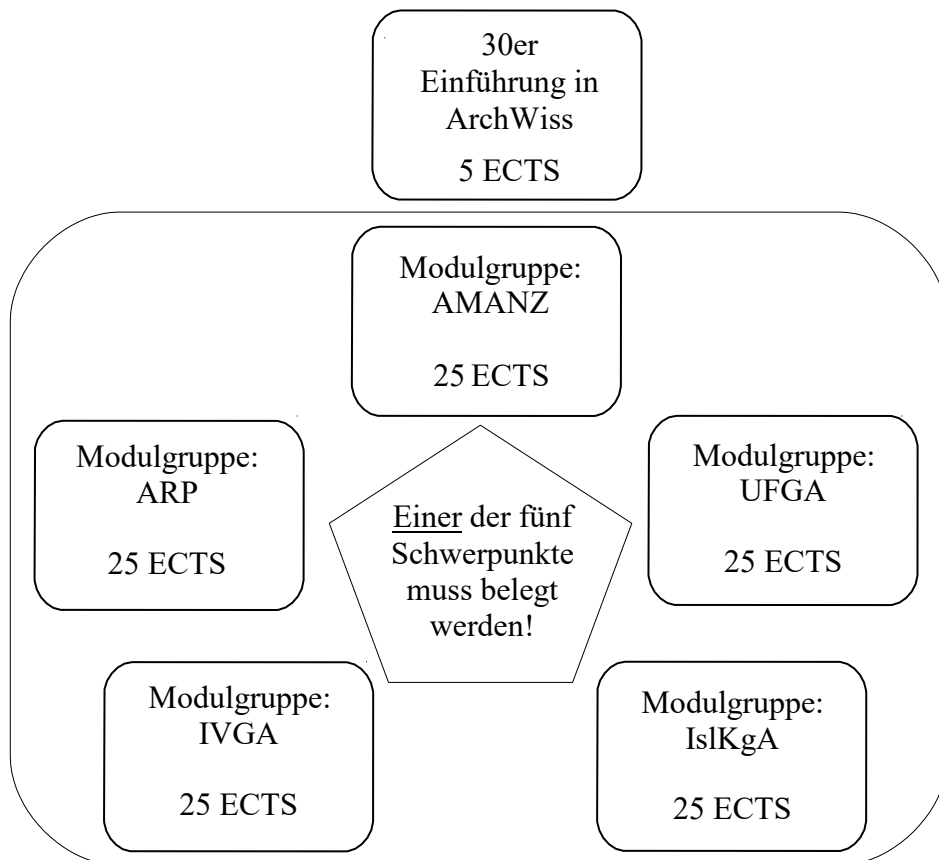 30er
Einführung in
ArchWiss
5 ECTS
Modulgruppe:
AMANZ
25 ECTS
Modulgruppe:
ARP
25 ECTS
Einer der fünf
Schwerpunkte
muss belegt
werden!
Modulgruppe:
UFGA
25 ECTS
Modulgruppe:
IVGA
25 ECTS
Modulgruppe:
IslKgA
25 ECTS